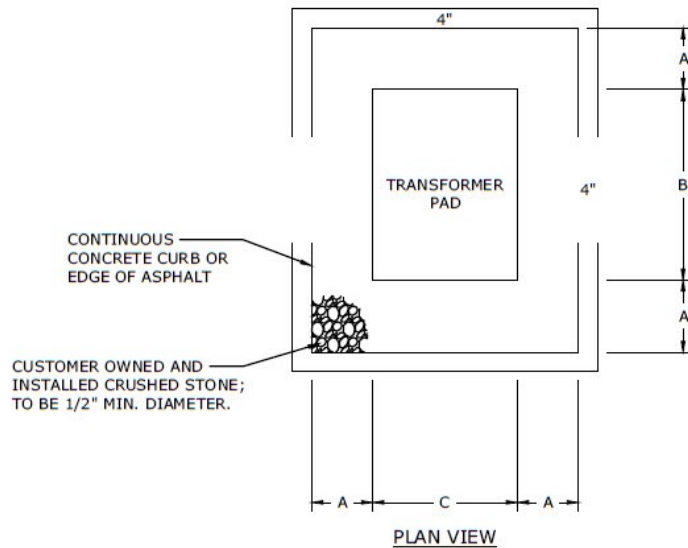 4"
A
TRANSFORMER
PAD
B
4"
CONTINUOUS
CONCRETE CURB OR
EDGE OF ASPHALT
A
CUSTOMER OWNED AND
INSTALLED CRUSHED STONE;
TO BE 1/2" MIN. DIAMETER.
A
C
A
PLAN VIEW